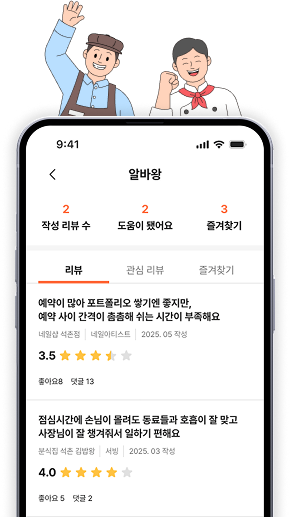 9:41
알바왕
2 2 3
작성 리뷰 수 도움이 됐어요 즐겨찾기
리뷰 관심 리뷰 즐겨찾기
예약이 많아 포트폴리오 쌓기엔 좋지만,
예약 사이 간격이 촘촘해 쉬는 시간이 부족해요
네일샵 석촌점 네일아티스트 2025. 05 작성
3.5
좋아요8 댓글 13
점심시간에 손님이 몰려도 동료들과 호흡이 잘 맞고
사장님이 잘 챙겨줘서 일하기 편해요
분식집 석촌 김밥왕 서빙 2025. 03 작성
4.0
좋아요 5 댓글 2